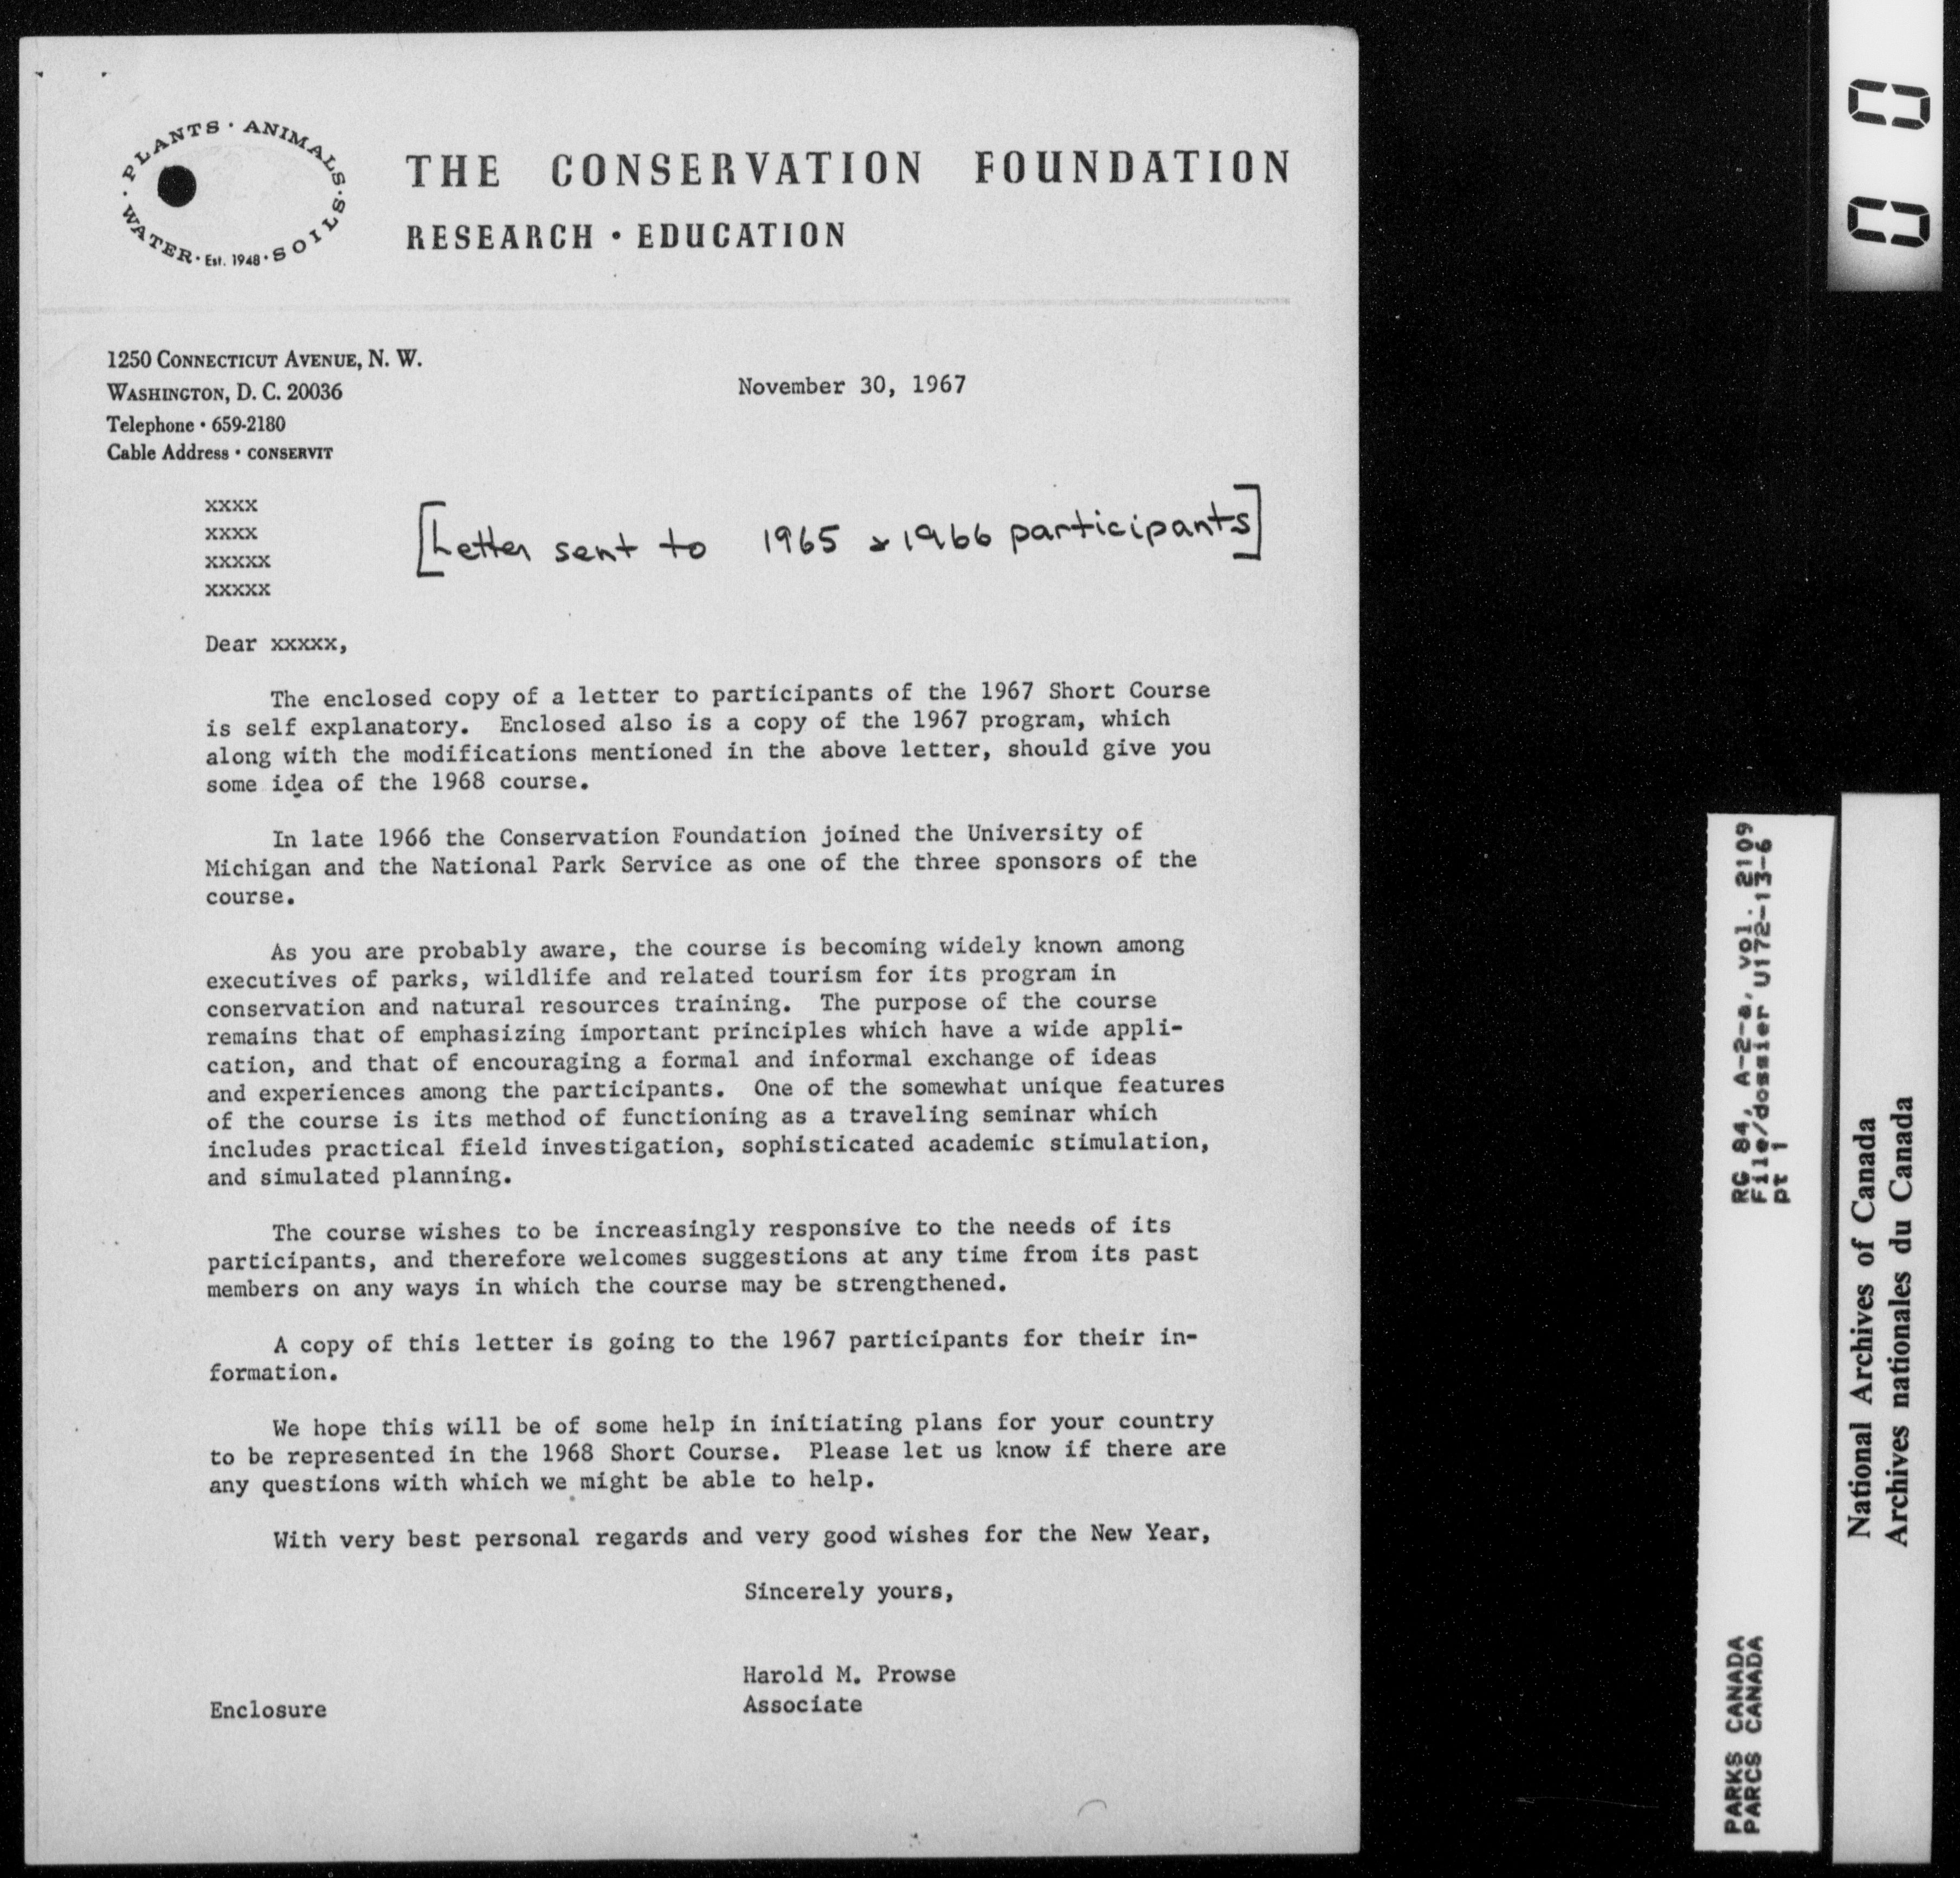 PLANTS · ANIMALS · SOILS · Est. 1948 · WATER ·
THE CONSERVATION FOUNDATION
RESEARCH · EDUCATION
1250 CONNECTICUT AVENUE, N. W.
WASHINGTON, D. C. 20036
Telephone · 659-2180
Cable Address · CONSERVIT
November 30, 1967
xxxx
xxxx
xxxxx
xxxxx
[Letter sent to 1965 & 1966 participants]
Dear xxxxx,
The enclosed copy of a letter to participants of the 1967 Short Course
is self explanatory. Enclosed also is a copy of the 1967 program, which
along with the modifications mentioned in the above letter, should give you
some idea of the 1968 course.
In late 1966 the Conservation Foundation joined the University of
Michigan and the National Park Service as one of the three sponsors of the
course.
As you are probably aware, the course is becoming widely known among
executives of parks, wildlife and related tourism for its program in
conservation and natural resources training. The purpose of the course
remains that of emphasizing important principles which have a wide appli-
cation, and that of encouraging a formal and informal exchange of ideas
and experiences among the participants. One of the somewhat unique features
of the course is its method of functioning as a traveling seminar which
includes practical field investigation, sophisticated academic stimulation,
and simulated planning.
The course wishes to be increasingly responsive to the needs of its
participants, and therefore welcomes suggestions at any time from its past
members on any ways in which the course may be strengthened.
A copy of this letter is going to the 1967 participants for their in-
formation.
We hope this will be of some help in initiating plans for your country
to be represented in the 1968 Short Course. Please let us know if there are
any questions with which we might be able to help.
With very best personal regards and very good wishes for the New Year,
Sincerely yours,
Harold M. Prowse
Associate
Enclosure
00
RG 84, A-2-a, vol. 2109
File/dossier U172-13-6
pt 1
PARKS CANADA
PARCS CANADA
National Archives of Canada
Archives nationales du Canada